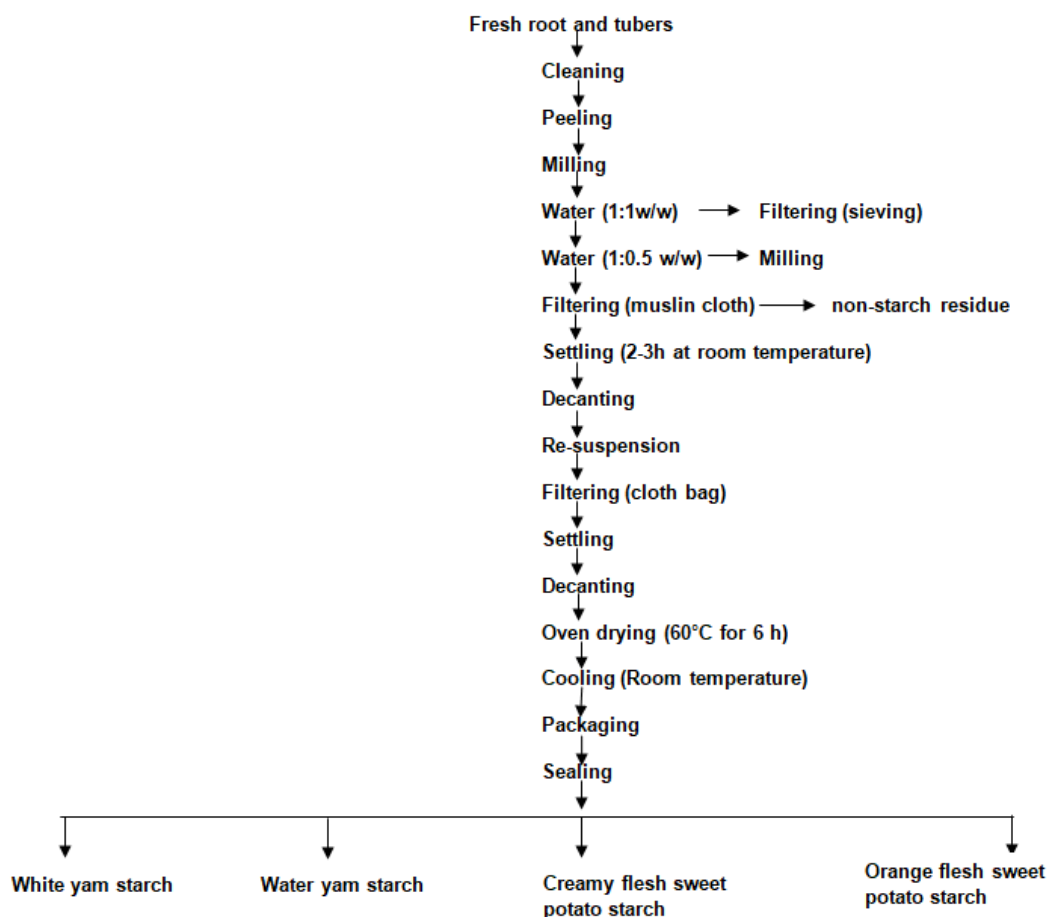 Fresh root and tubers
Cleaning
Peeling
Milling
Water (1:1w/w)
Filtering (sieving)
Water (1:0.5 w/w)
Milling
Filtering (muslin cloth)
non-starch residue
Settling (2-3h at room temperature)
Decanting
Re-suspension
Filtering (cloth bag)
Settling
Decanting
Oven drying (60°C for 6 h)
Cooling (Room temperature)
Packaging
Sealing
White yam starch
Water yam starch
Creamy flesh sweet
potato starch
Orange flesh sweet
potato starch